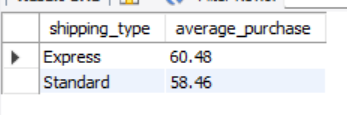 shipping_type average_purchase
Express 60.48
Standard 58.46